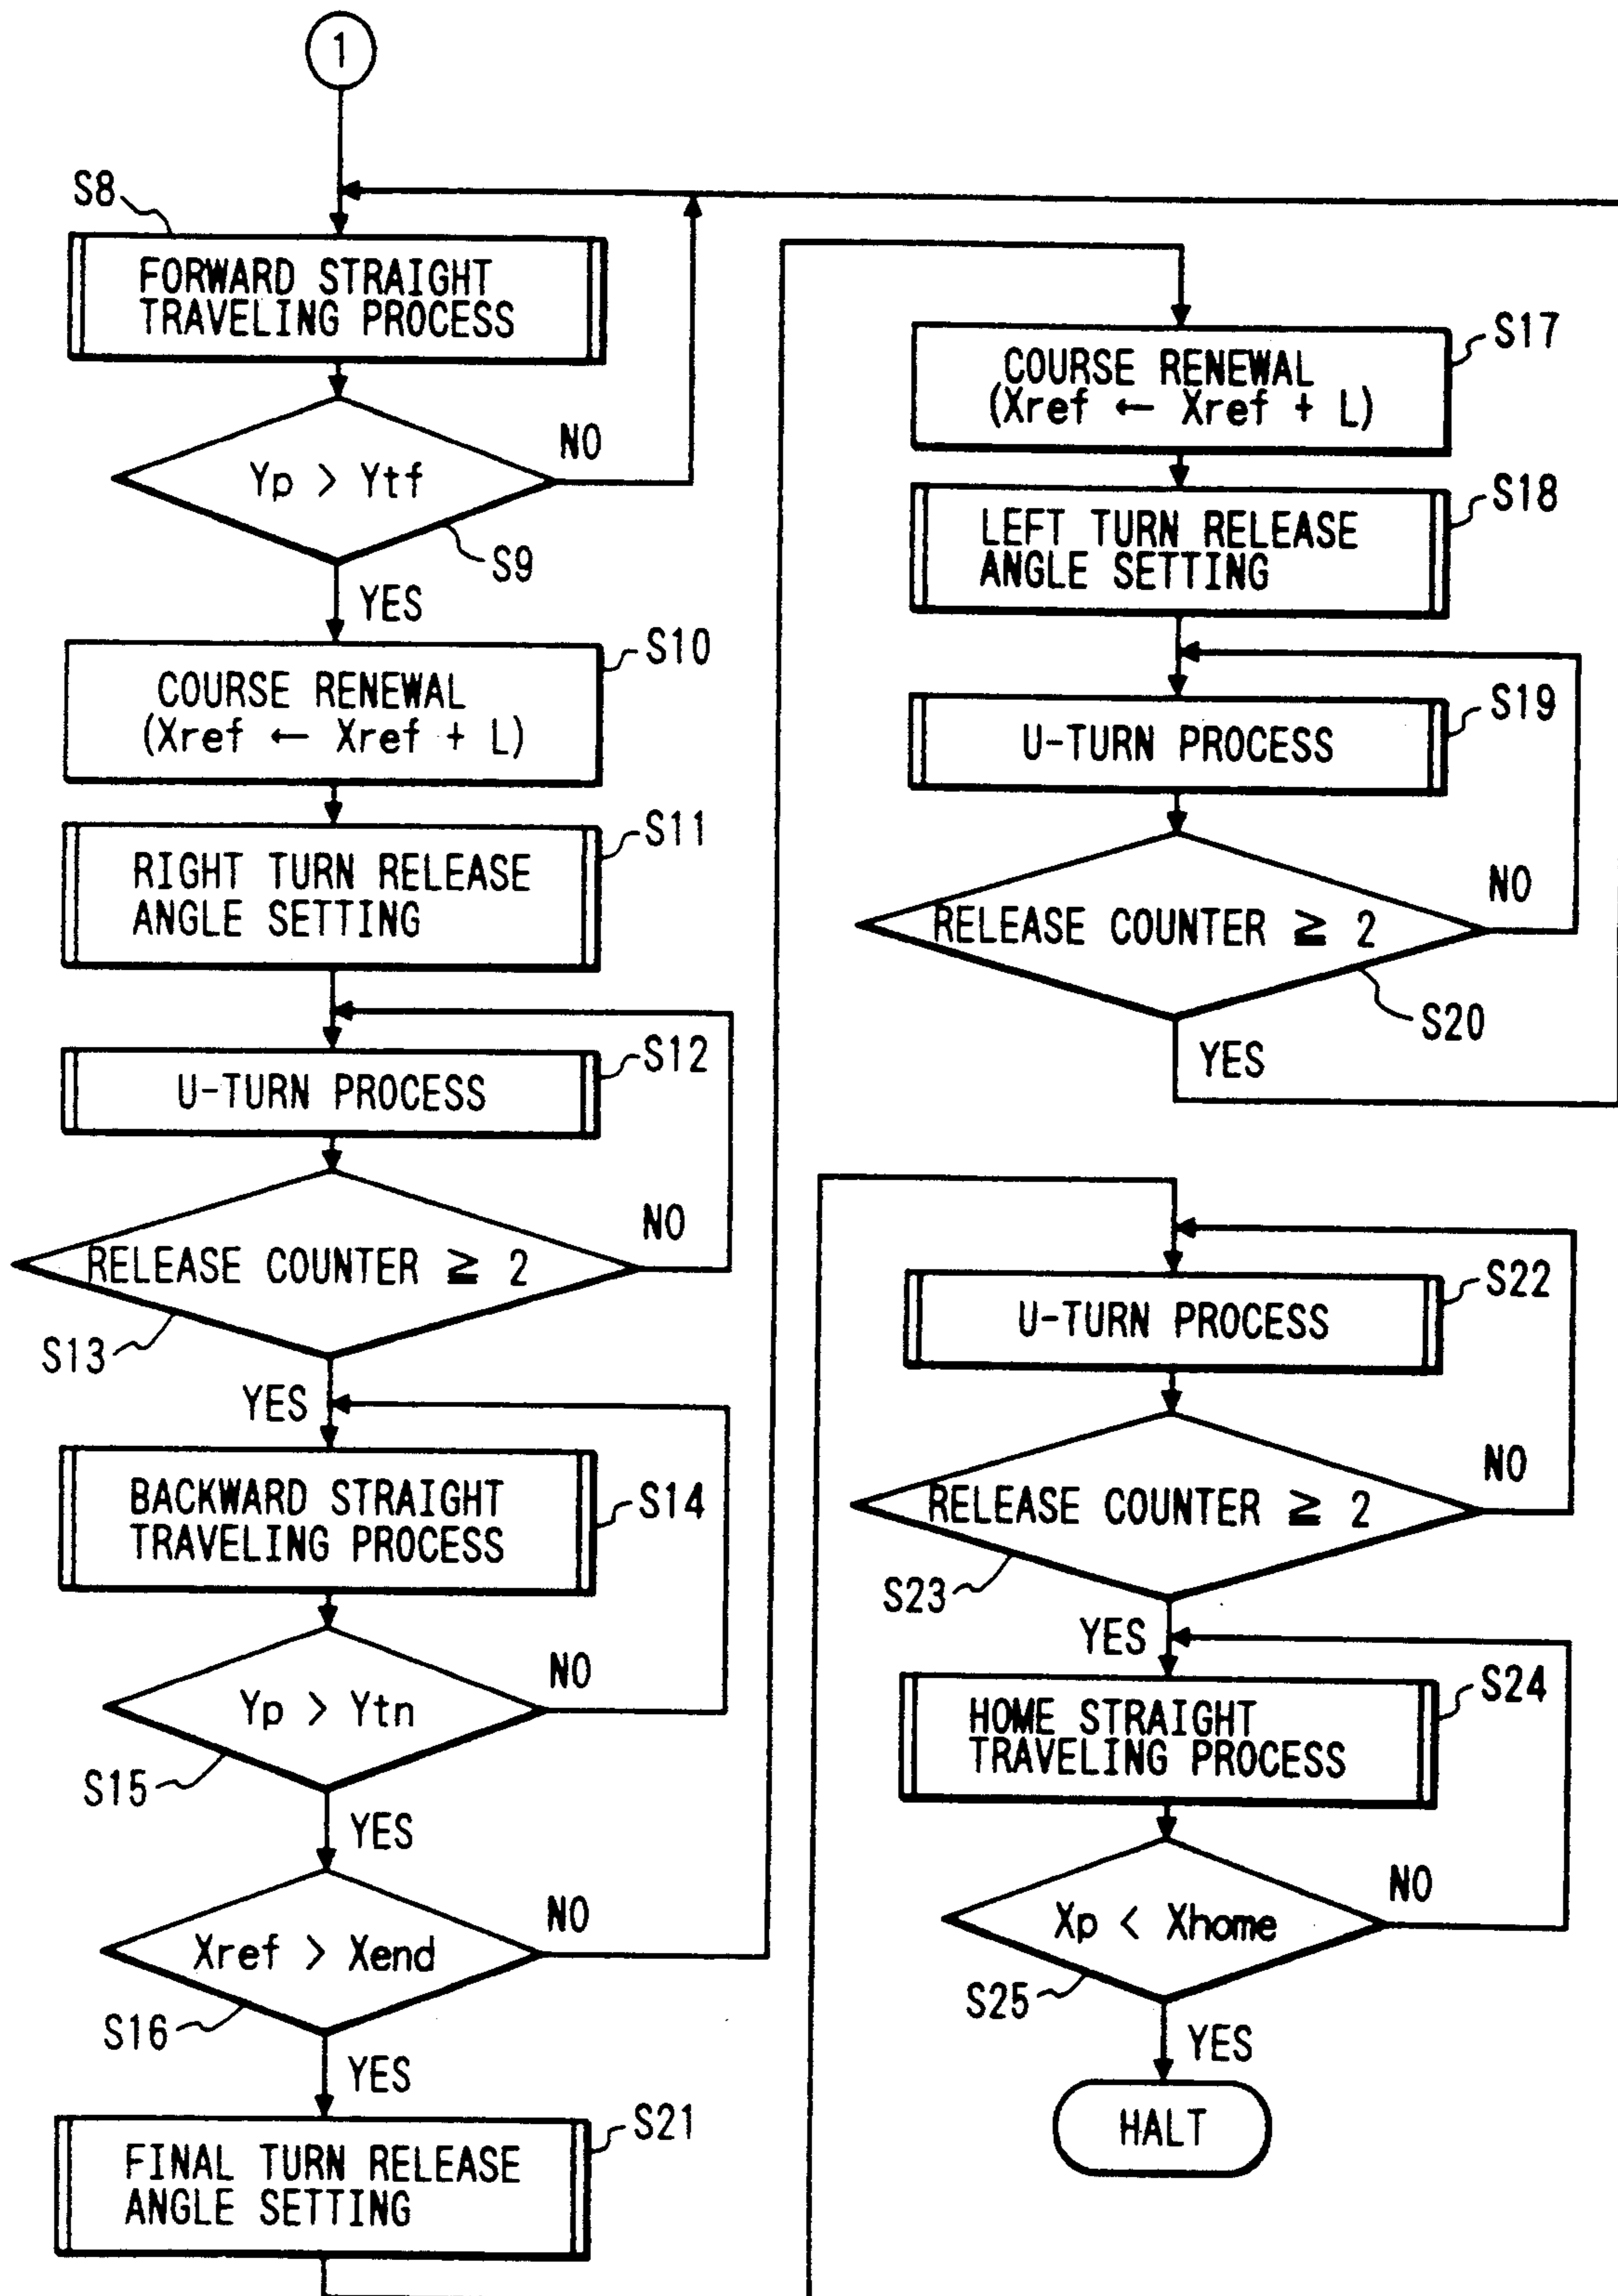 1
S8
FORWARD STRAIGHT
TRAVELING PROCESS
NO
Yp > Ytf
S9
YES
S10
COURSE RENEWAL
(Xref ← Xref + L)
S11
RIGHT TURN RELEASE
ANGLE SETTING
S12
U-TURN PROCESS
NO
RELEASE COUNTER ≧ 2
S13
YES
BACKWARD STRAIGHT
TRAVELING PROCESS
S14
NO
Yp > Ytn
S15
YES
NO
Xref > Xend
S16
YES
S21
FINAL TURN RELEASE
ANGLE SETTING
S17
COURSE RENEWAL
(Xref ← Xref + L)
S18
LEFT TURN RELEASE
ANGLE SETTING
S19
U-TURN PROCESS
NO
RELEASE COUNTER ≧ 2
S20
YES
S22
U-TURN PROCESS
NO
RELEASE COUNTER ≧ 2
S23
YES
S24
HOME STRAIGHT
TRAVELING PROCESS
NO
Xp < Xhome
S25
YES
HALT